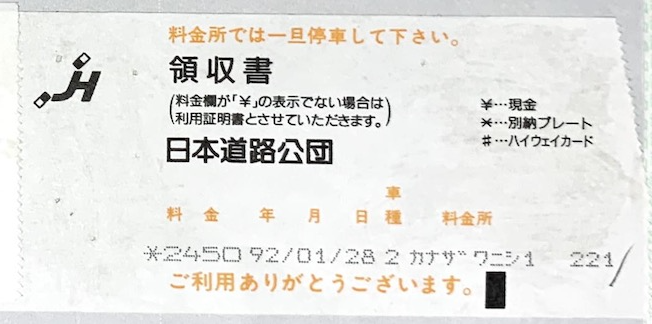 料金所では一旦停車して下さい。
JH
領収書
(料金欄が「¥」の表示でない場合は
利用証明書とさせていただきます。)
¥…現金
*…別納プレート
#…ハイウェイカード
日本道路公団
料金 年 月 日 車種 料金所
*2450 92/01/28 2 カナザワニシ1 221
ご利用ありがとうございます。